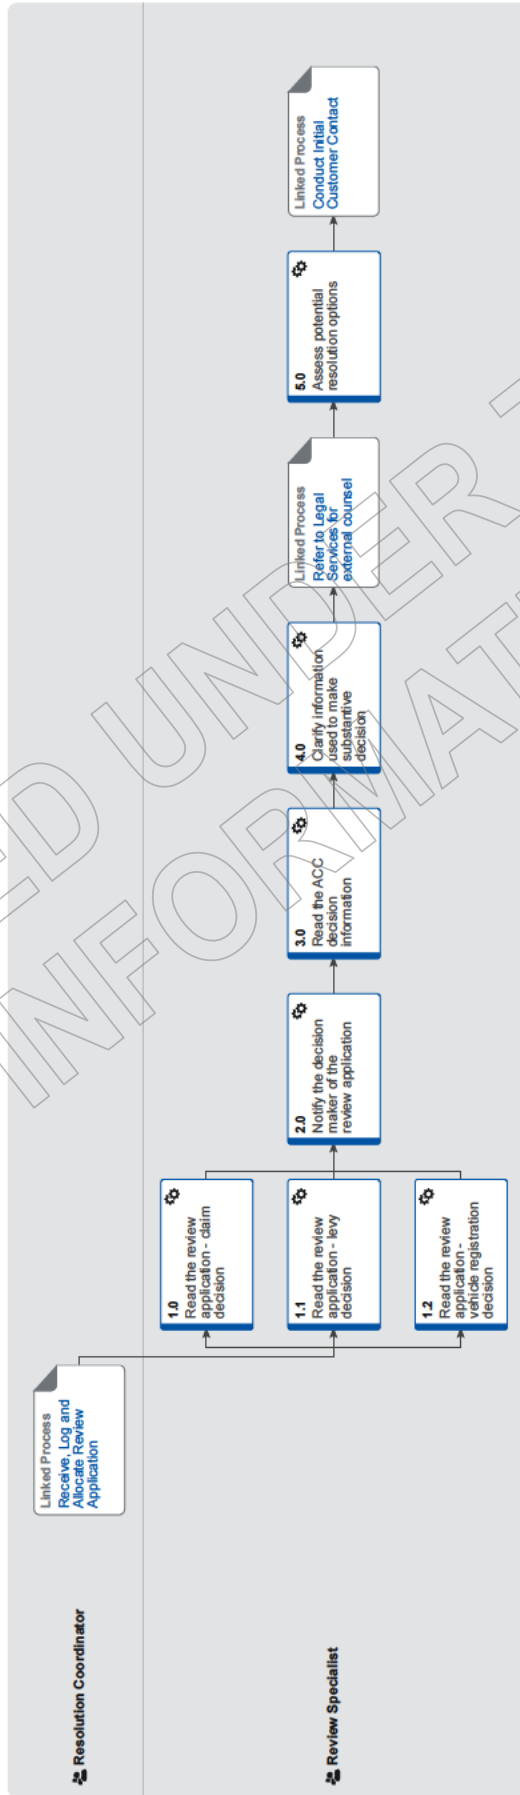 Resolution Coordinator
Linked Process
Receive, Log and
Allocate Review
Application
Review Specialist
1.0
Read the review
application - claim
decision
1.1
Read the review
application - levy
decision
1.2
Read the review
application -
vehicle registration
decision
2.0
Notify the decision
maker of the
review application
3.0
Read the ACC
decision
information
4.0
Clarify information
used to make
substantive
decision
Linked Process
Refer to Legal
Services for
external counsel
5.0
Assess potential
resolution options
Linked Process
Conduct Initial
Customer Contact
ED UNDER T
INFORMATI